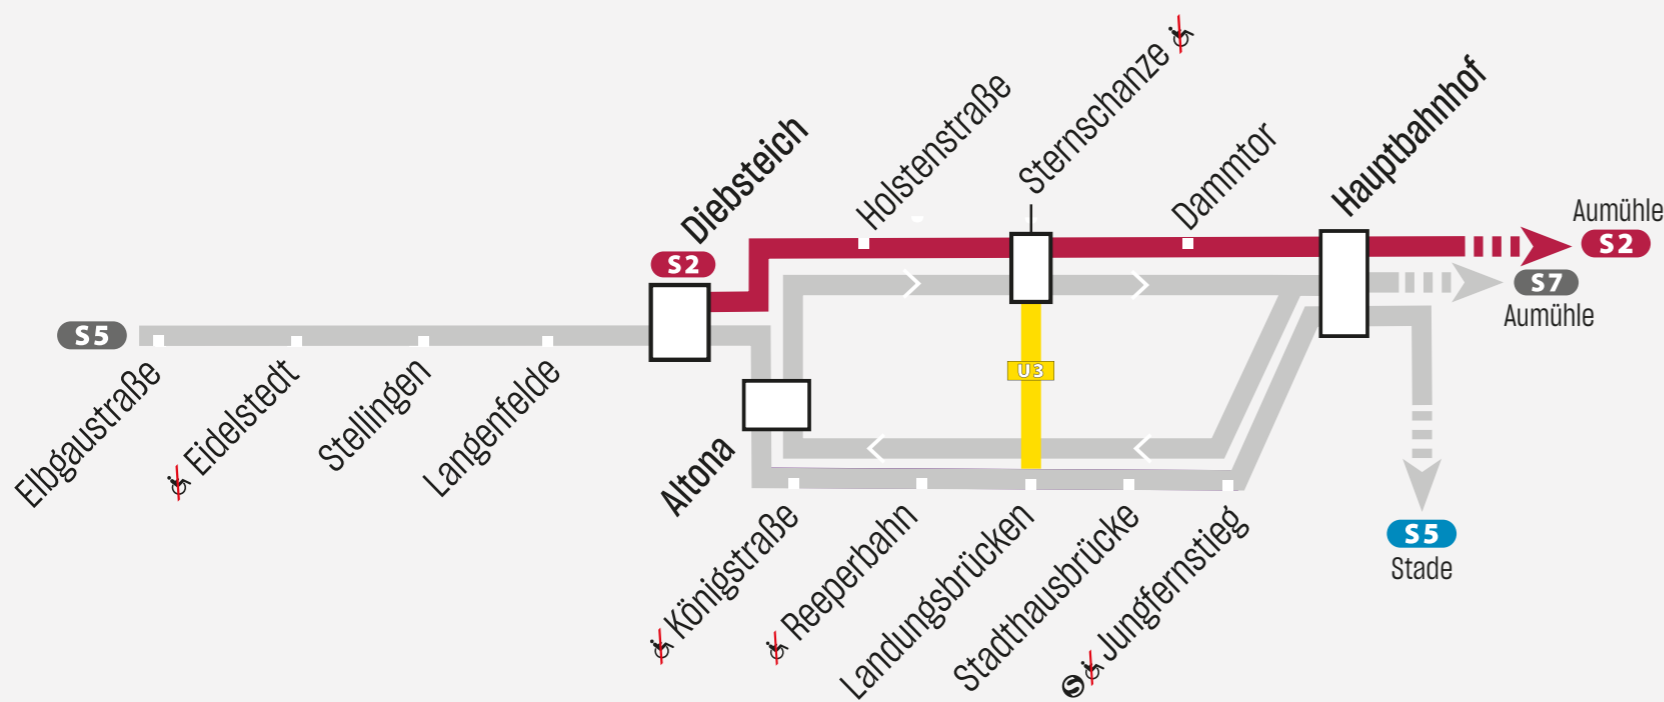 Sternschanze
Holstenstraße
Hauptbahnhof
Diebsteich
Dammtor
Aumühle
S2
S2
S7
Aumühle
S5
U3
Elbgaustraße
Eidelstedt
Stellingen
Langenfelde
Altona
Königstraße
Reeperbahn
Landungsbrücken
Stadthausbrücke
S Jungfernstieg
S5
Stade